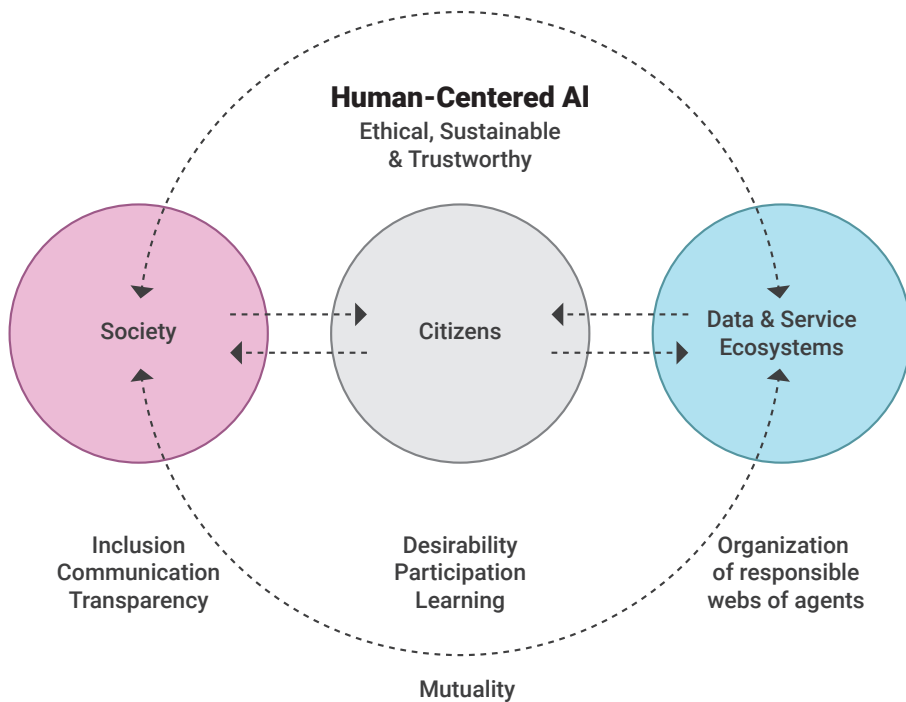 Human-Centered AI
Ethical, Sustainable
& Trustworthy
Society
Citizens
Data & Service
Ecosystems
Inclusion
Communication
Transparency
Desirability
Participation
Learning
Organization
of responsible
webs of agents
Mutuality